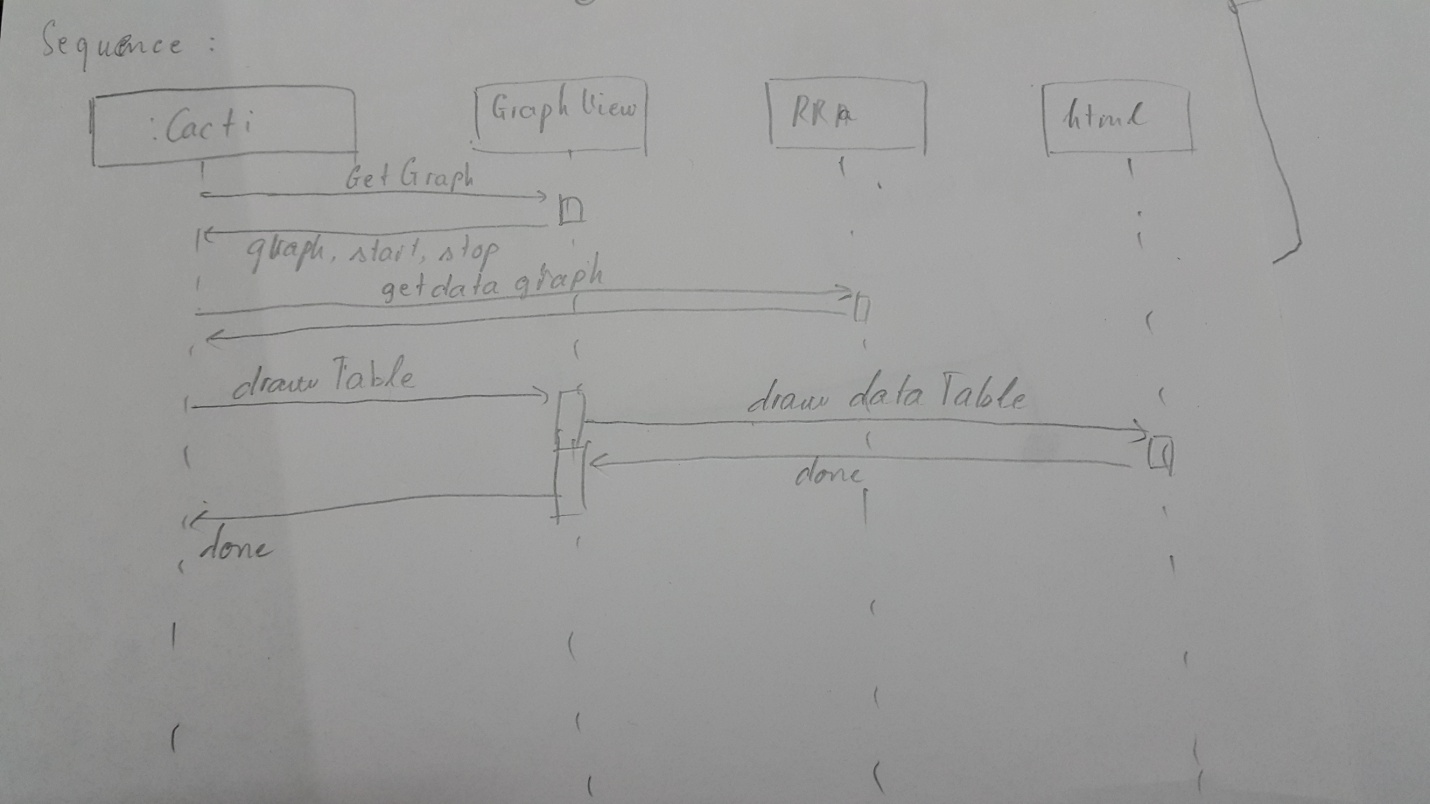 Sequence :
:Cacti
Graph View
RRA
html
Get Graph
graph, start, stop
getdata graph
draw Table
draw data Table
done
done